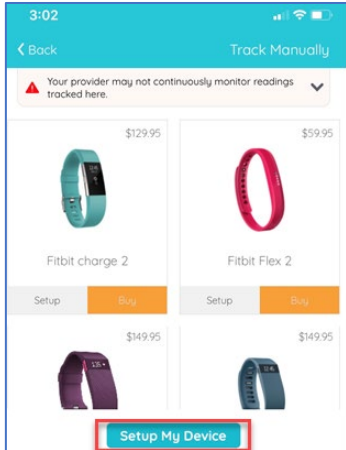 3:02
Back
Track Manually
Your provider may not continuously monitor readings
tracked here.
$129.95
$59.95
Fitbit charge 2
Fitbit Flex 2
Setup
Buy
Setup
Buy
$149.95
$149.95
Setup My Device